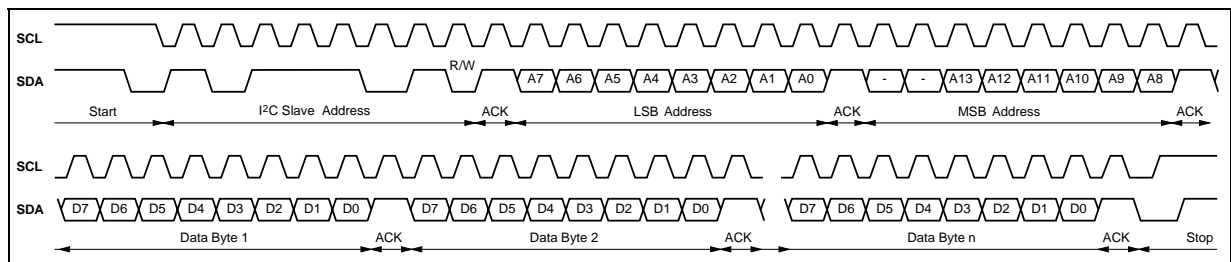 SCL
R/W
SDA A7 A6 A5 A4 A3 A2 A1 A0 - - A13 A12 A11 A10 A9 A8
Start I2C Slave Address ACK LSB Address ACK MSB Address ACK
SCL
SDA D7 D6 D5 D4 D3 D2 D1 D0 D7 D6 D5 D4 D3 D2 D1 D0 D7 D6 D5 D4 D3 D2 D1 D0
Data Byte 1 ACK Data Byte 2 ACK Data Byte n ACK Stop